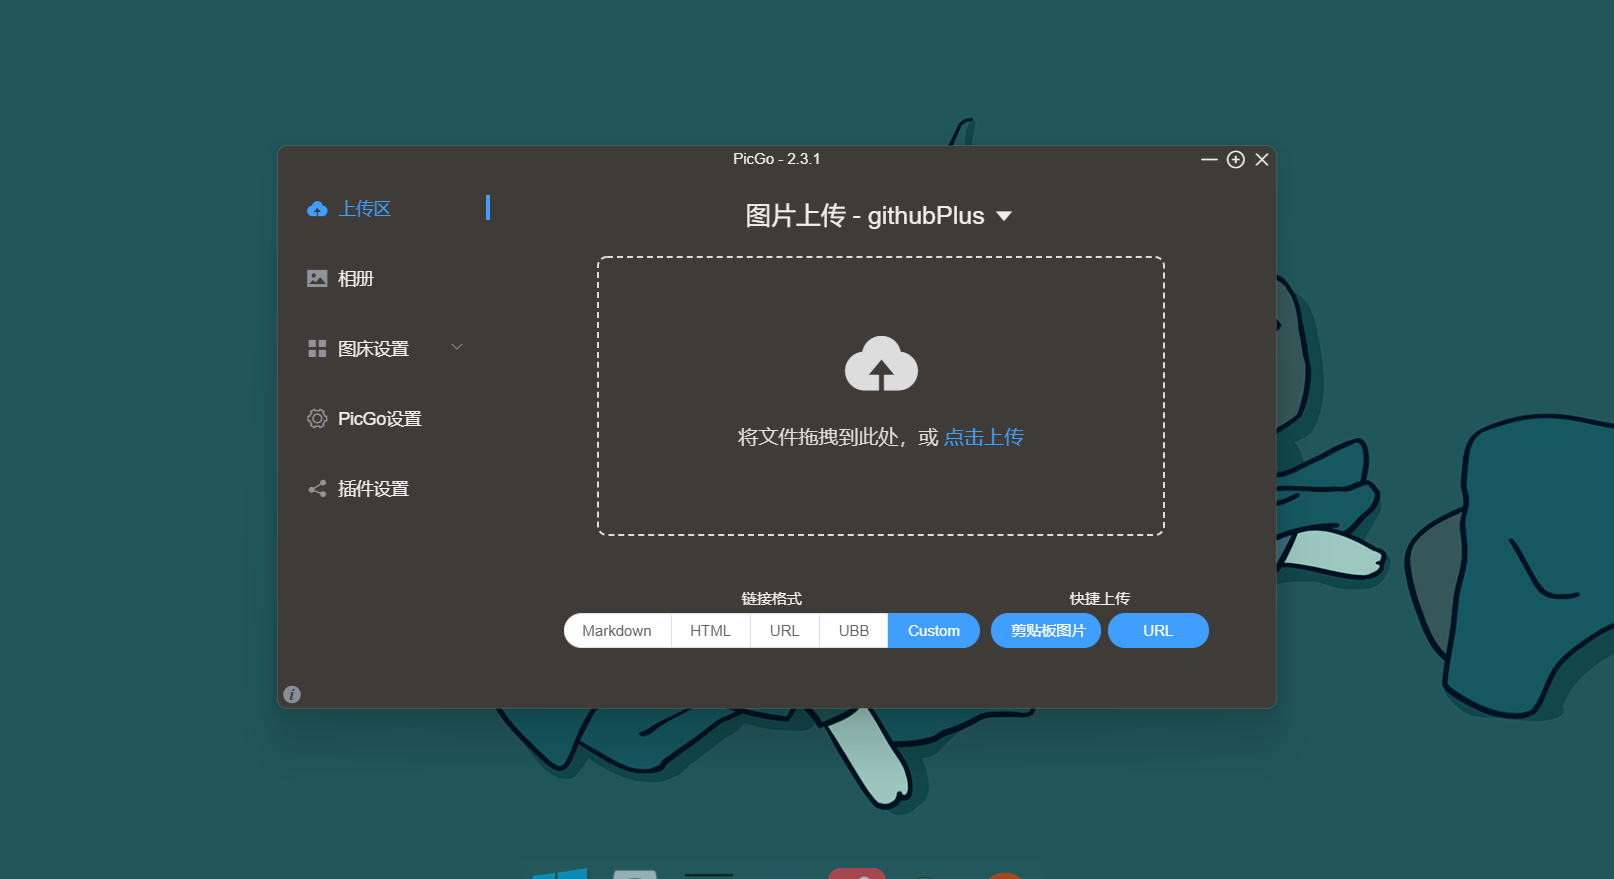 PicGo - 2.3.1
上传区
相册
图床设置
PicGo设置
插件设置
图片上传 - githubPlus
将文件拖拽到此处，或 点击上传
链接格式
Markdown HTML URL UBB Custom
快捷上传
剪贴板图片 URL
i